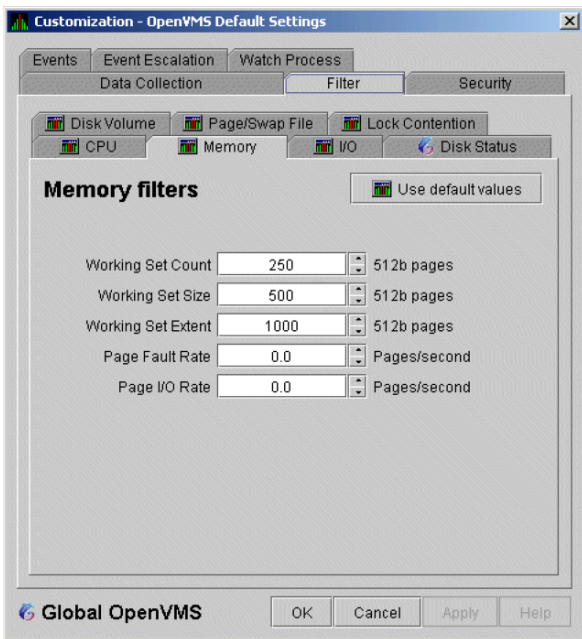 Customization - OpenVMS Default Settings
Events Event Escalation Watch Process
Data Collection Filter Security
Disk Volume Page/Swap File Lock Contention
CPU Memory I/O Disk Status
Memory filters Use default values
Working Set Count 250 512b pages
Working Set Size 500 512b pages
Working Set Extent 1000 512b pages
Page Fault Rate 0.0 Pages/second
Page I/O Rate 0.0 Pages/second
Global OpenVMS OK Cancel Apply Help